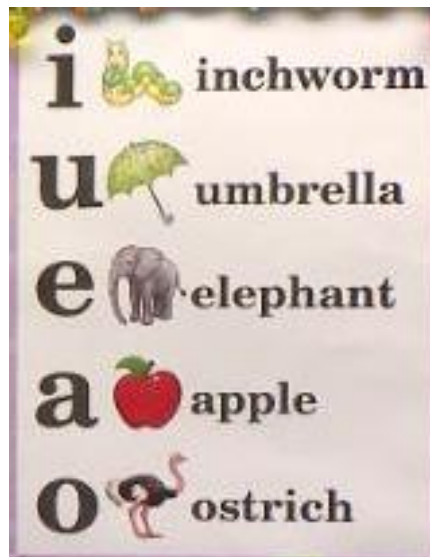 i inchworm
u umbrella
e elephant
a apple
o ostrich